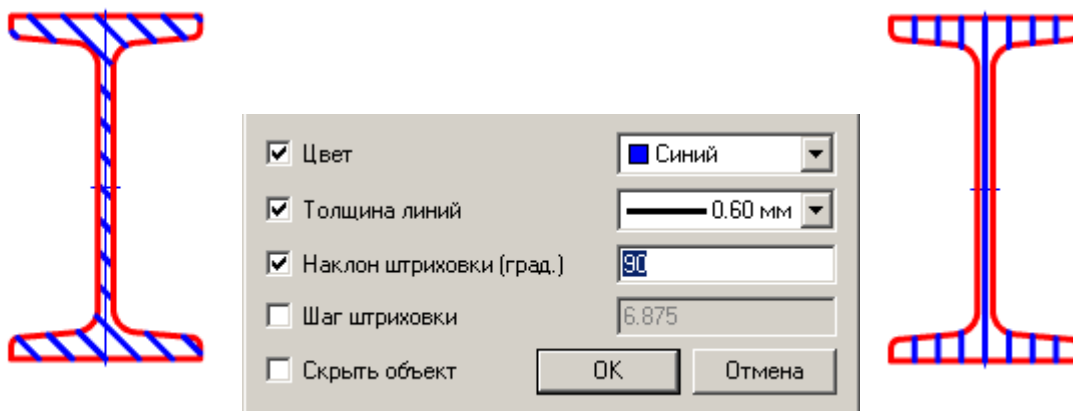 Цвет Синий
Толщина линий 0.60 мм
Наклон штриховки (град.) 90
Шаг штриховки 6.875
Скрыть объект OK Отмена